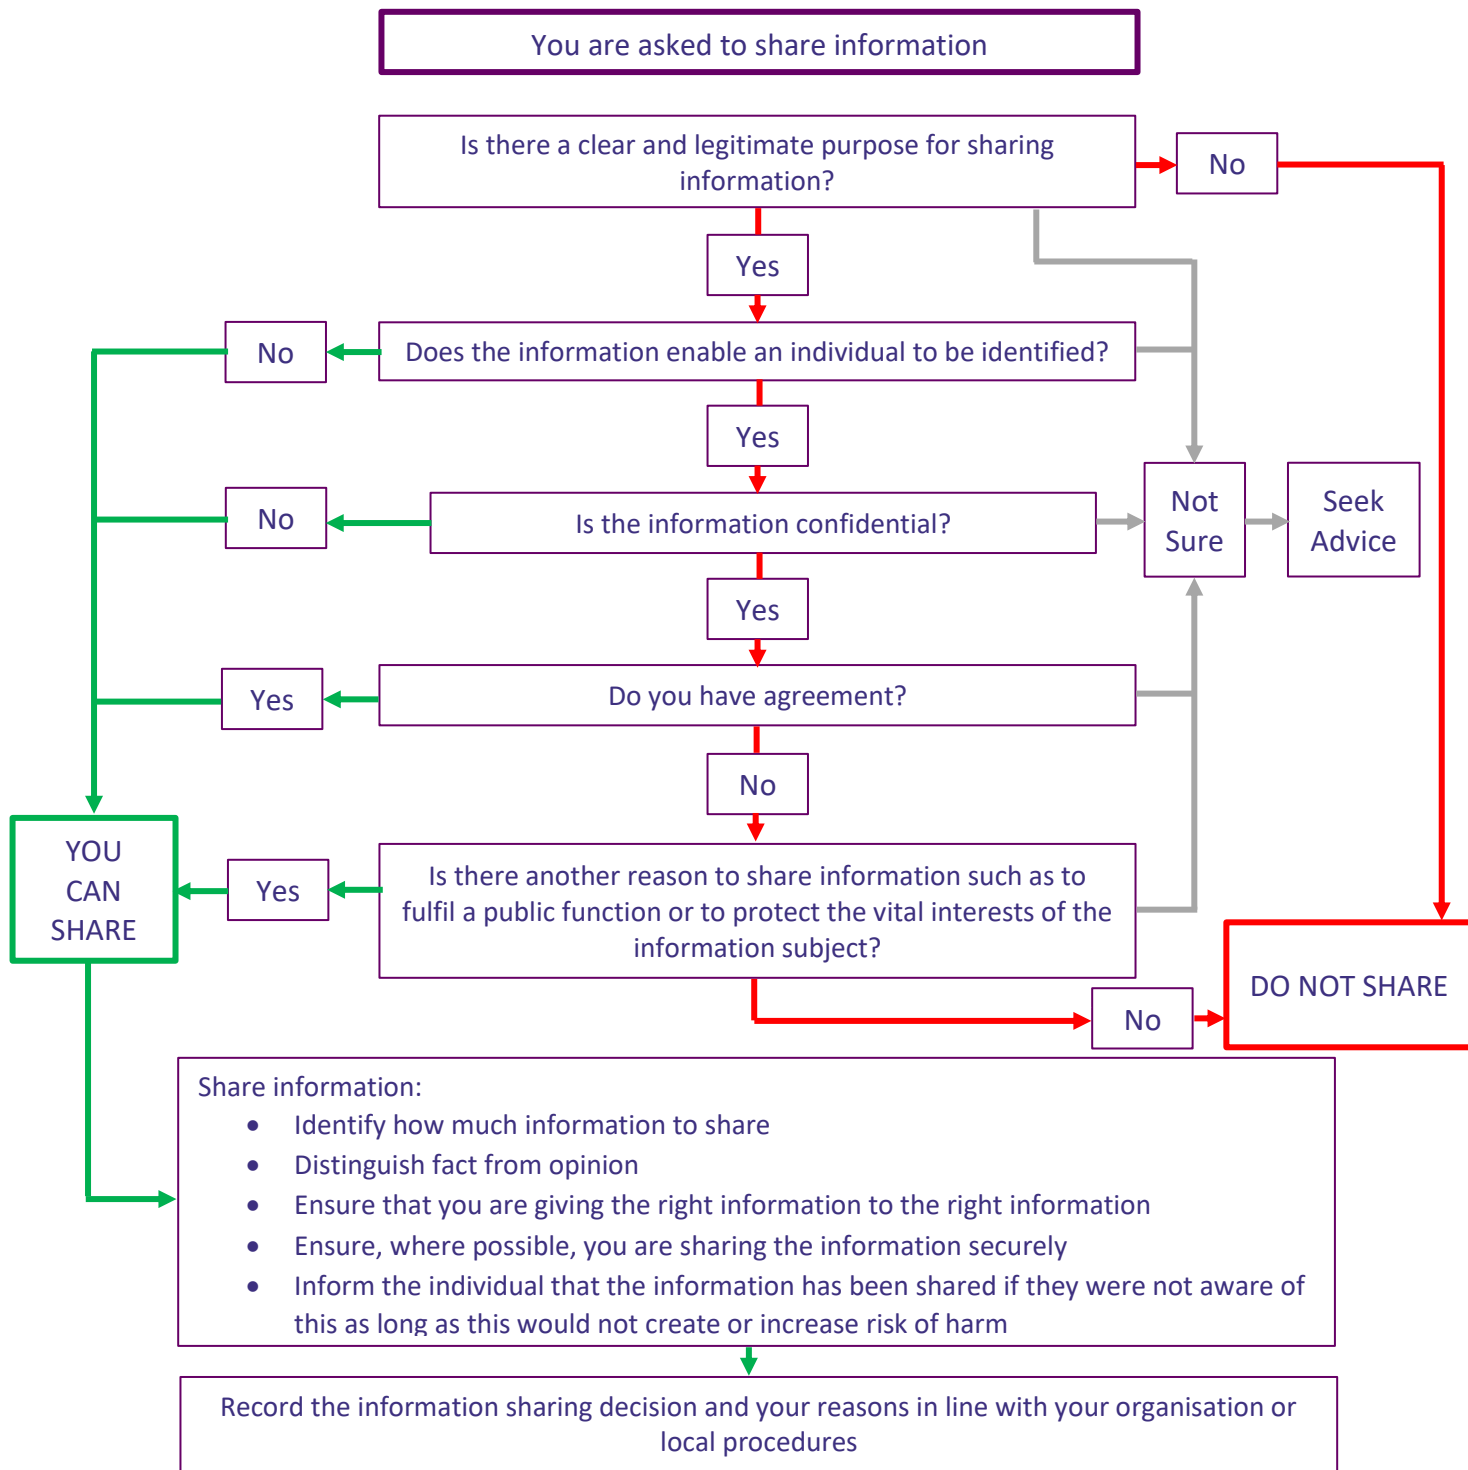 You are asked to share information
Is there a clear and legitimate purpose for sharing
information?
No
Yes
No
Does the information enable an individual to be identified?
Yes
No
Is the information confidential?
Not
Sure
Seek
Advice
Yes
Yes
Do you have agreement?
No
YOU
CAN
SHARE
Yes
Is there another reason to share information such as to
fulfil a public function or to protect the vital interests of the
information subject?
No
DO NOT SHARE
Share information:
• Identify how much information to share
• Distinguish fact from opinion
• Ensure that you are giving the right information to the right information
• Ensure, where possible, you are sharing the information securely
• Inform the individual that the information has been shared if they were not aware of
this as long as this would not create or increase risk of harm
Record the information sharing decision and your reasons in line with your organisation or
local procedures